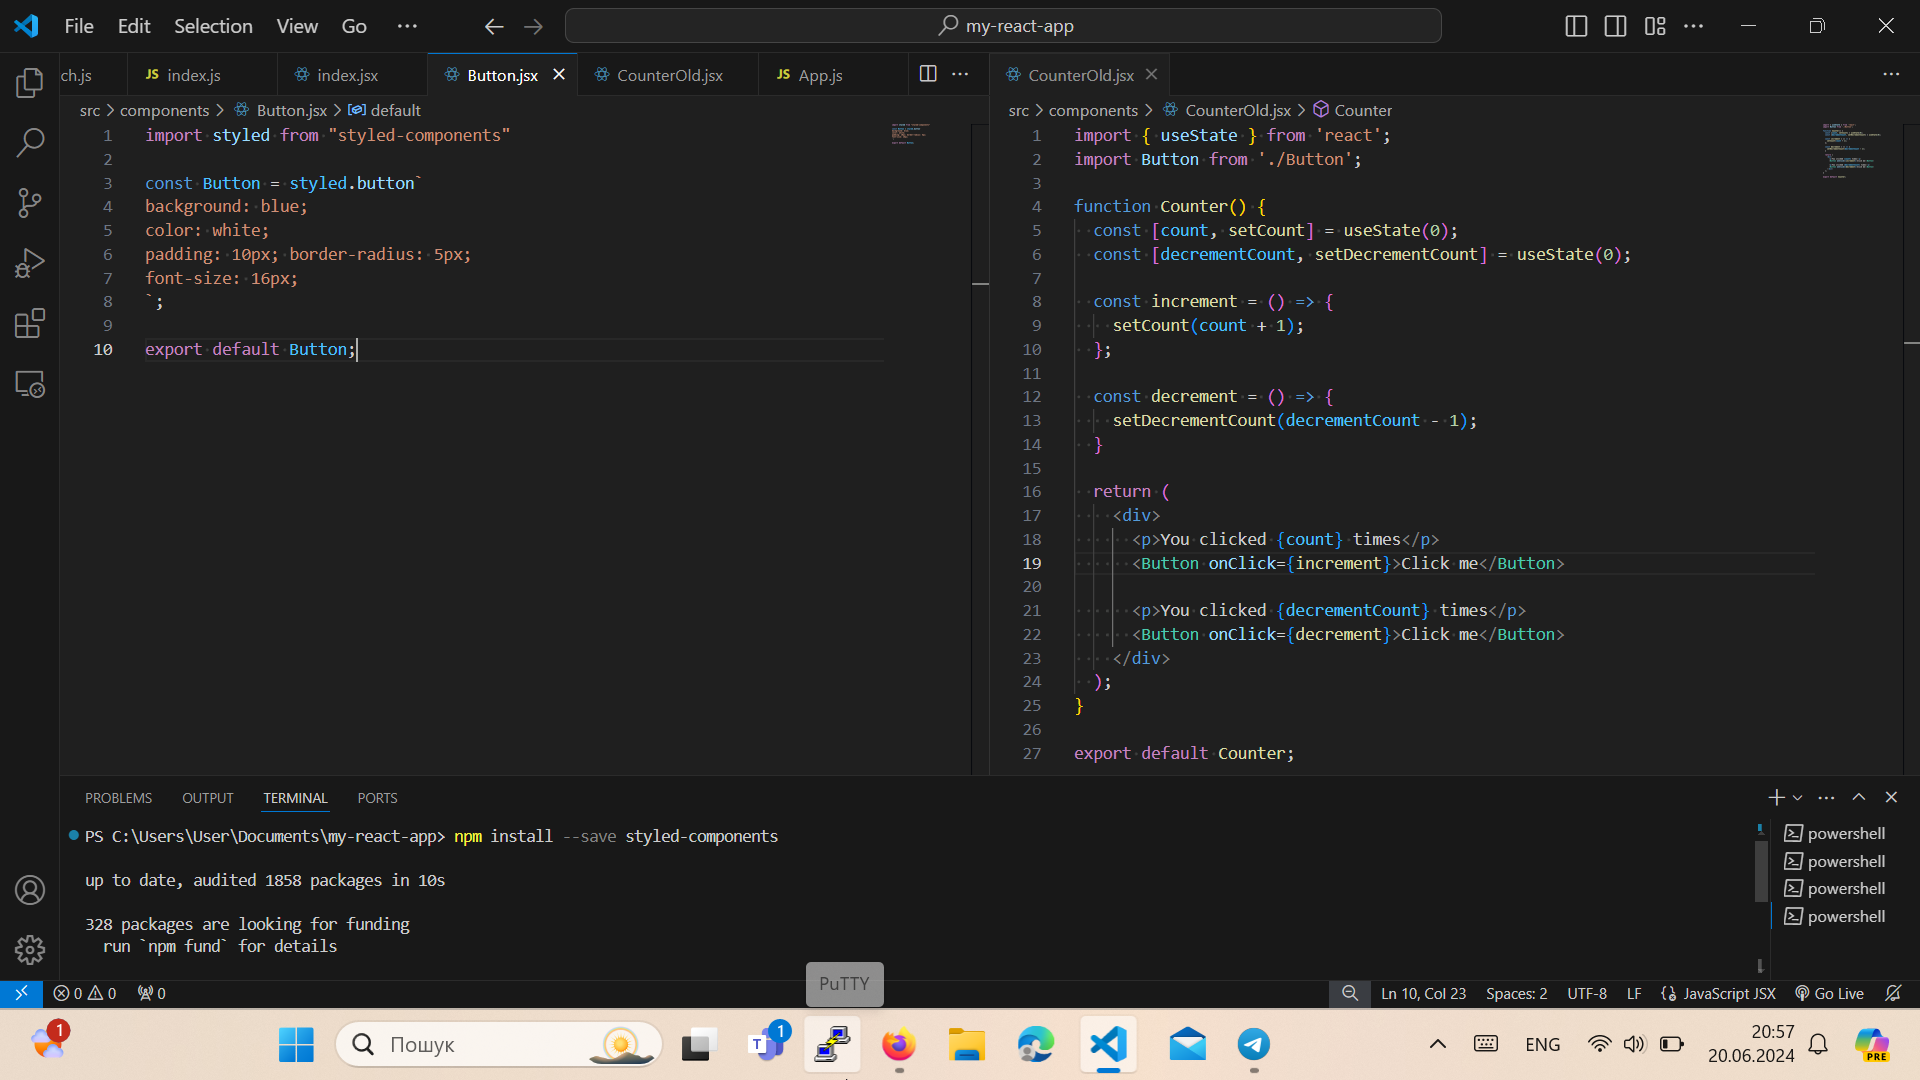 File Edit Selection View Go ··· my-react-app
ch.js JS index.js index.jsx Button.jsx CounterOld.jsx JS App.js
src > components > Button.jsx > default
1 import styled from "styled-components"
2
3 const Button = styled.button`
4 background: blue;
5 color: white;
6 padding: 10px; border-radius: 5px;
7 font-size: 16px;
8 `;
9
10 export default Button;
CounterOld.jsx
src > components > CounterOld.jsx > Counter
1 import { useState } from 'react';
2 import Button from './Button';
3
4 function Counter() {
5 const [count, setCount] = useState(0);
6 const [decrementCount, setDecrementCount] = useState(0);
7
8 const increment = () => {
9 setCount(count + 1);
10 };
11
12 const decrement = () => {
13 setDecrementCount(decrementCount - 1);
14 }
15
16 return (
17 <div>
18 <p>You clicked {count} times</p>
19 <Button onClick={increment}>Click me</Button>
20
21 <p>You clicked {decrementCount} times</p>
22 <Button onClick={decrement}>Click me</Button>
23 </div>
24 );
25 }
26
27 export default Counter;
PROBLEMS OUTPUT TERMINAL PORTS
PS C:\Users\User\Documents\my-react-app> npm install --save styled-components
up to date, audited 1858 packages in 10s
328 packages are looking for funding
run `npm fund` for details
powershell
powershell
powershell
powershell
PuTTY
0 0 0 Ln 10, Col 23 Spaces: 2 UTF-8 LF {} JavaScript JSX Go Live
1 Пошук T 1 ENG 20:57
20.06.2024 PRE